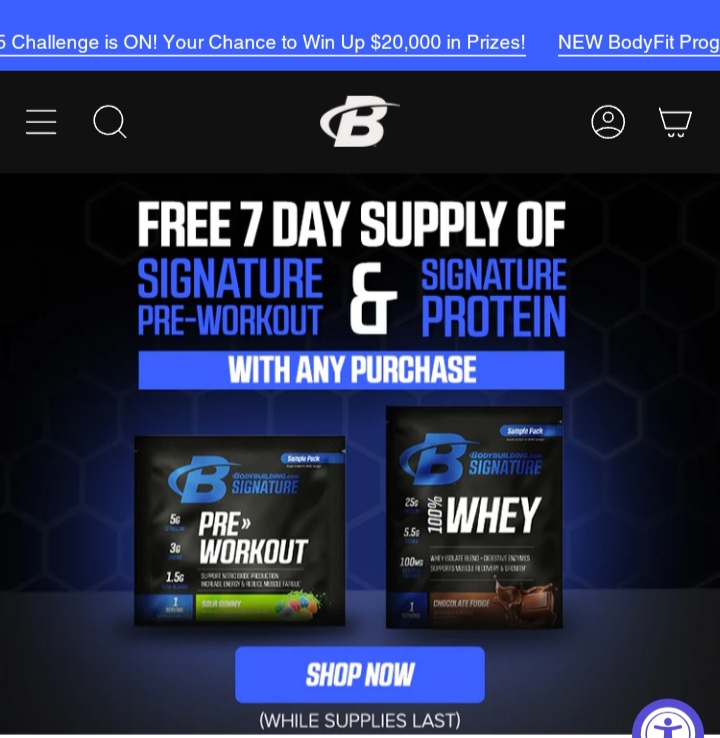 5 Challenge is ON! Your Chance to Win Up $20,000 in Prizes! NEW BodyFit Prog
B
FREE 7 DAY SUPPLY OF
SIGNATURE PRE-WORKOUT & SIGNATURE PROTEIN
WITH ANY PURCHASE
Sample Pack
B BODYBUILDING.com
SIGNATURE
5G
3G
1.5G
PRE»
WORKOUT
SUPPORT NITRIC OXIDE PRODUCTION
INCREASE ENERGY & REDUCE MUSCLE FATIGUE*
1
SOUR GUMMY
Sample Pack
B BODYBUILDING.com
SIGNATURE
25G
5.5G
100MG
100% WHEY
WHEY ISOLATE BLEND + DIGESTIVE ENZYMES
SUPPORTS MUSCLE RECOVERY & GROWTH*
1
CHOCOLATE FUDGE
SHOP NOW
(WHILE SUPPLIES LAST)